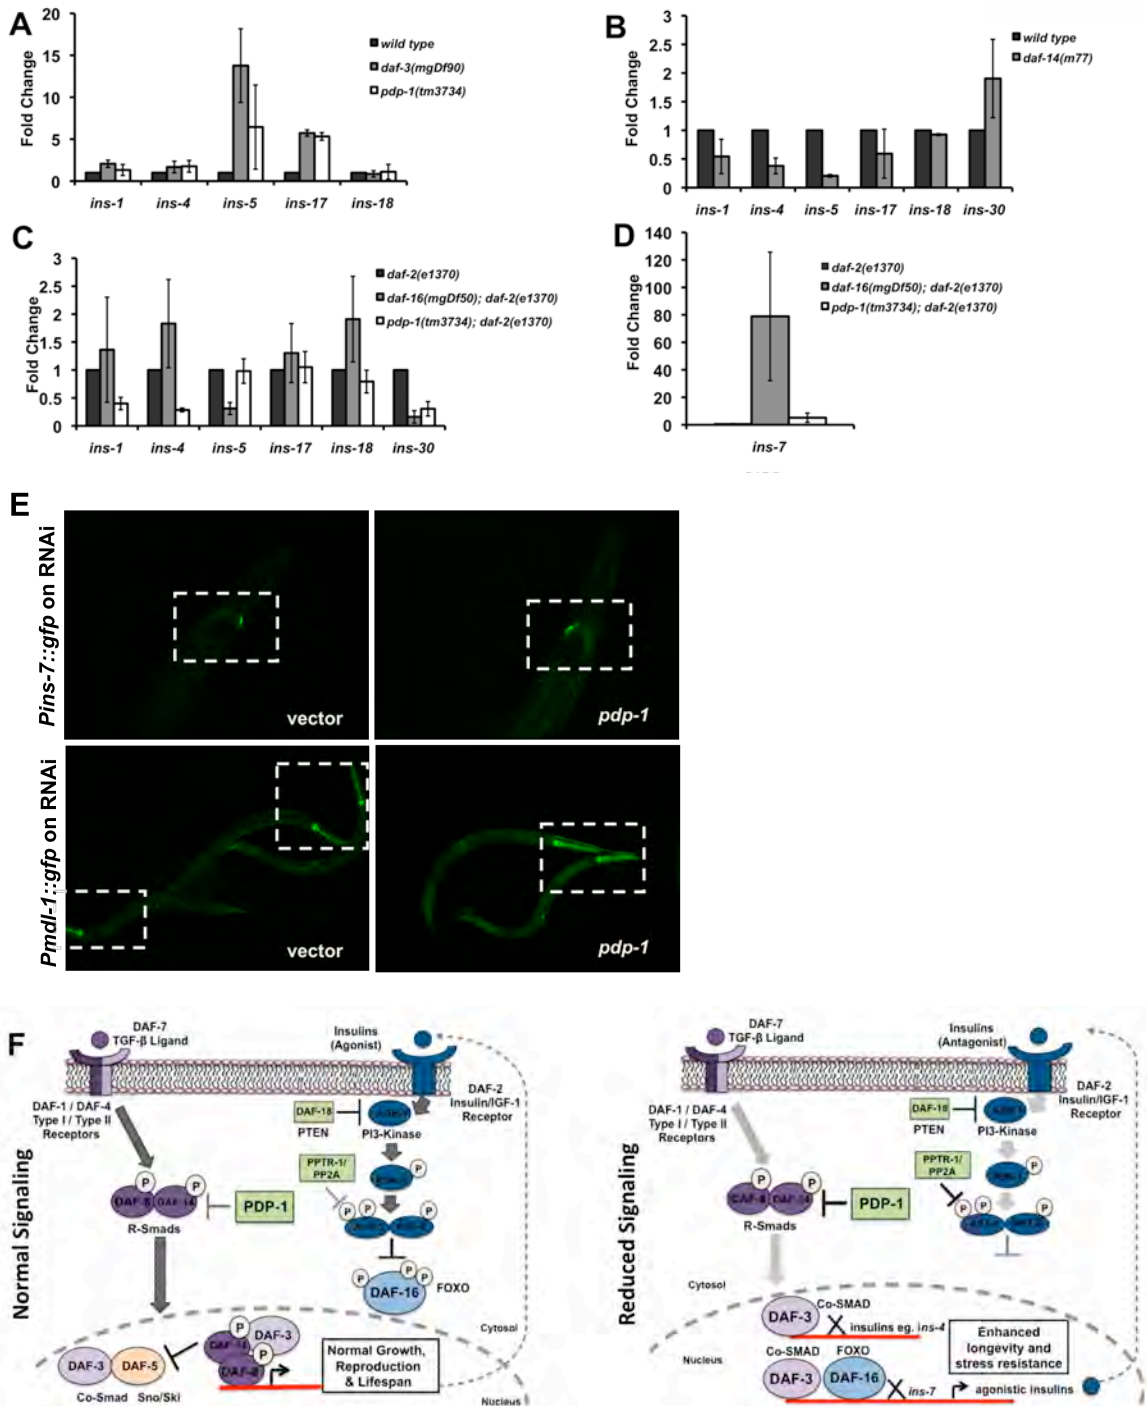 A
Fold Change
20
15
10
5
0
wild type
daf-3(mgDf90)
pdp-1(tm3734)
ins-1
ins-4
ins-5
ins-17
ins-18
B
Fold Change
3
2.5
2
1.5
1
0.5
0
wild type
daf-14(m77)
ins-1
ins-4
ins-5
ins-17
ins-18
ins-30
C
Fold Change
3
2.5
2
1.5
1
0.5
0
daf-2(e1370)
daf-16(mgDf50); daf-2(e1370)
pdp-1(tm3734); daf-2(e1370)
ins-1
ins-4
ins-5
ins-17
ins-18
ins-30
D
Fold Change
140
120
100
80
60
40
20
0
daf-2(e1370)
daf-16(mgDf50); daf-2(e1370)
pdp-1(tm3734); daf-2(e1370)
ins-7
E
Pins-7::gfp on RNAi
vector
pdp-1
Pmdl-1::gfp on RNAi
vector
pdp-1
F
Normal Signaling
DAF-7
TGF-β Ligand
Insulins
(Agonist)
DAF-1 / DAF-4
Type I / Type II
Receptors
DAF-2
Insulin/IGF-1
Receptor
DAF-18
PTEN
PI3-Kinase
PPTR-1/
PP2A
P
P
P
DAF-8
DAF-14
R-Smads
PDP-1
P
P
P
P
P
P
DAF-16
FOXO
Cytosol
P
P
DAF-3
DAF-14
DAF-8
DAF-3
DAF-5
Co-Smad
Sno/Ski
Normal Growth,
Reproduction
& Lifespan
Nucleus
Reduced Signaling
DAF-7
TGF-β Ligand
Insulins
(Antagonist)
DAF-1 / DAF-4
Type I / Type II
Receptors
DAF-2
Insulin/IGF-1
Receptor
DAF-18
PTEN
PI3-Kinase
PPTR-1/
PP2A
P
P
P
DAF-8
DAF-14
R-Smads
PDP-1
P
P
P
Cytosol
DAF-3
Co-SMAD
insulins eg. ins-4
Enhanced
longevity and
stress resistance
Nucleus
Co-SMAD
FOXO
DAF-3
DAF-16
ins-7
agonistic insulins